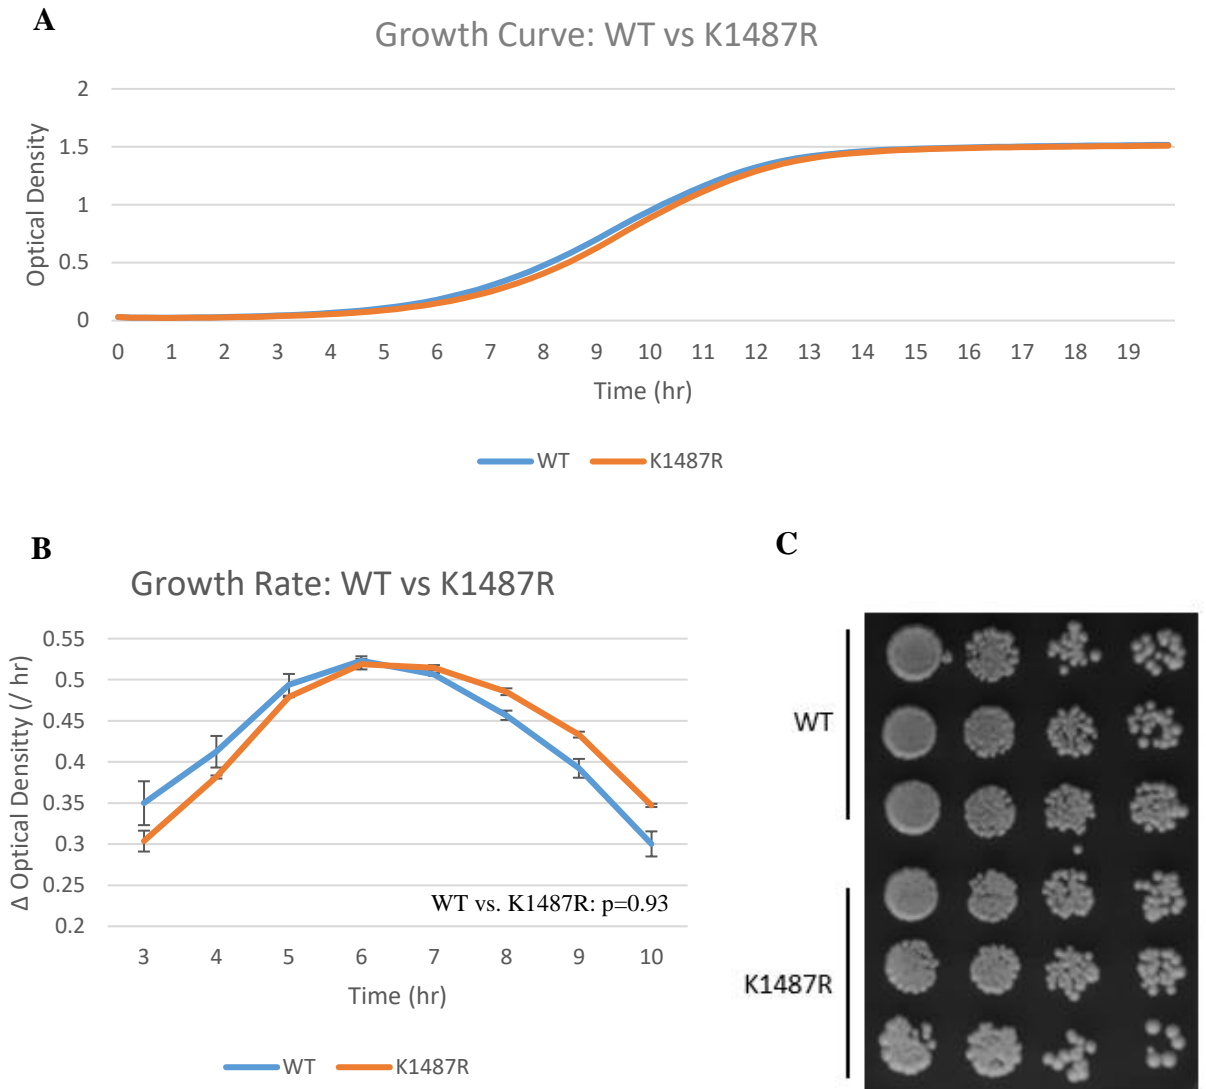 A
Growth Curve: WT vs K1487R
2
1.5
1
0.5
0
Optical Density
0 1 2 3 4 5 6 7 8 9 10 11 12 13 14 15 16 17 18 19
Time (hr)
WT K1487R
B
Growth Rate: WT vs K1487R
0.55
0.5
0.45
0.4
0.35
0.3
0.25
0.2
Δ Optical Densitty (/ hr)
WT vs. K1487R: p=0.93
3 4 5 6 7 8 9 10
Time (hr)
WT K1487R
C
WT
K1487R